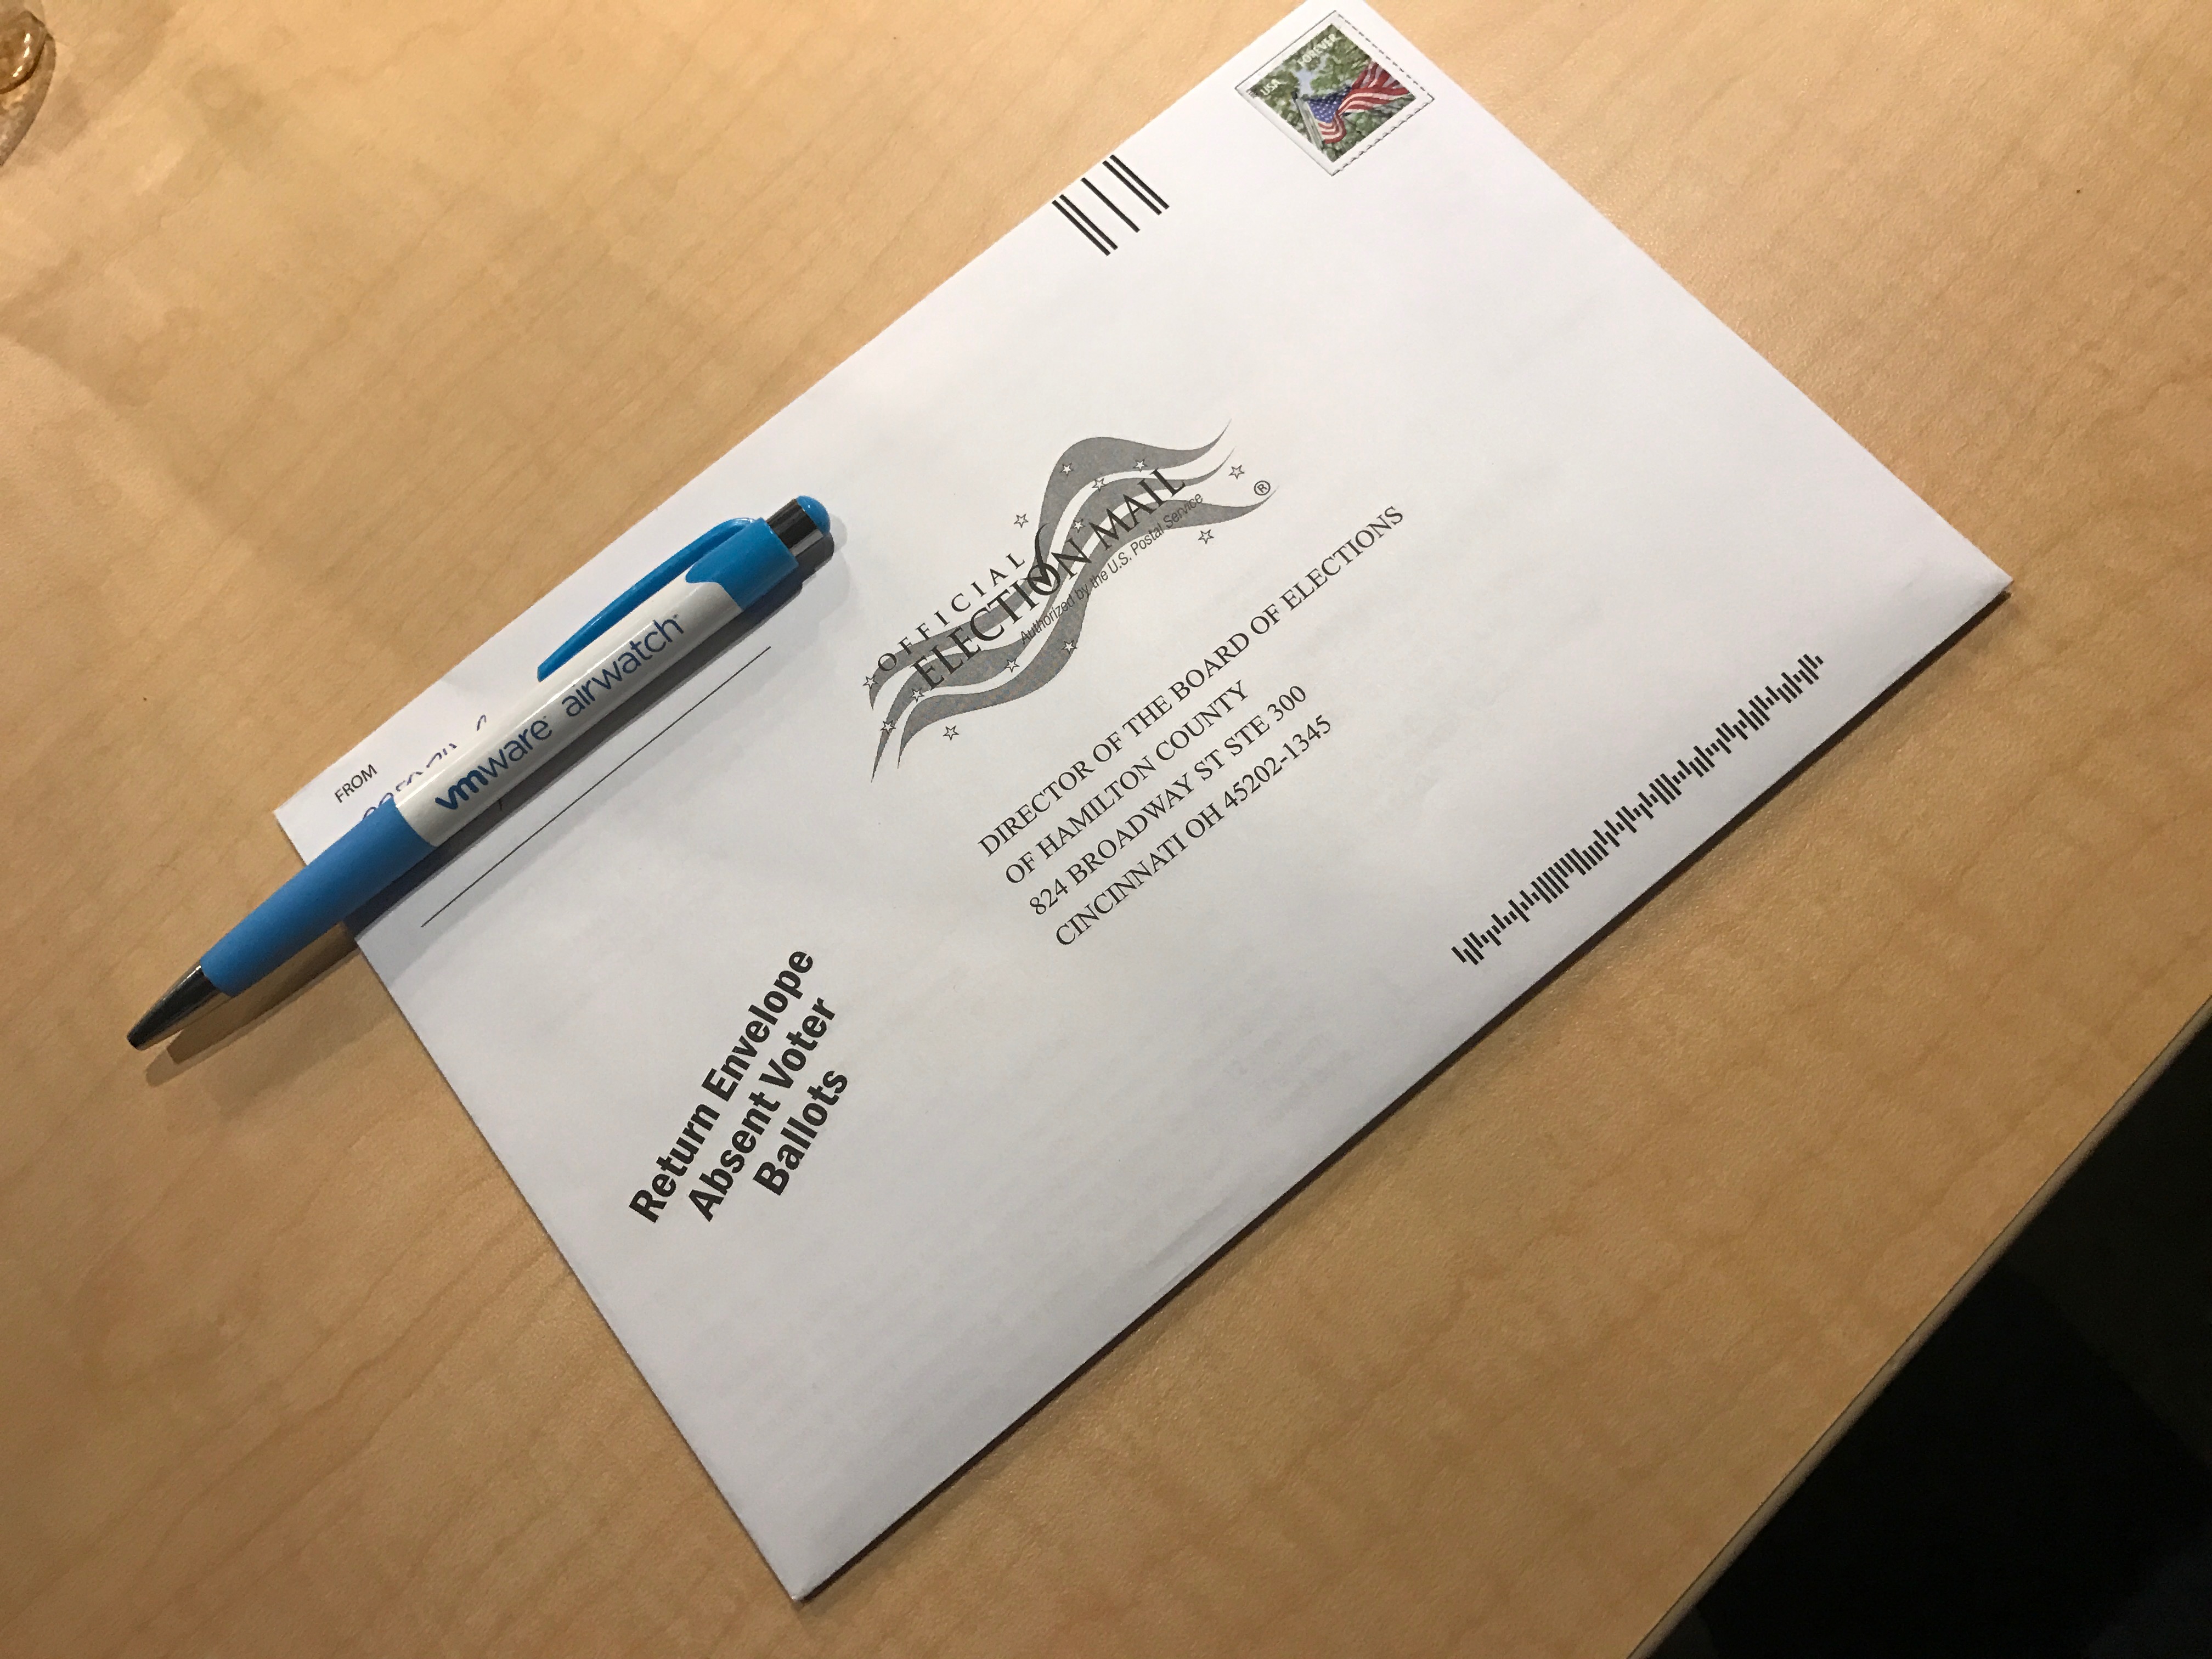 FROM
vmware airwatch
Return Envelope
Absent Voter
Ballots
OFFICIAL
ELECTION MAIL
Authorized by the U.S. Postal Service
®
DIRECTOR OF THE BOARD OF ELECTIONS
OF HAMILTON COUNTY
824 BROADWAY ST STE 300
CINCINNATI OH 45202-1345
USA
FOREVER